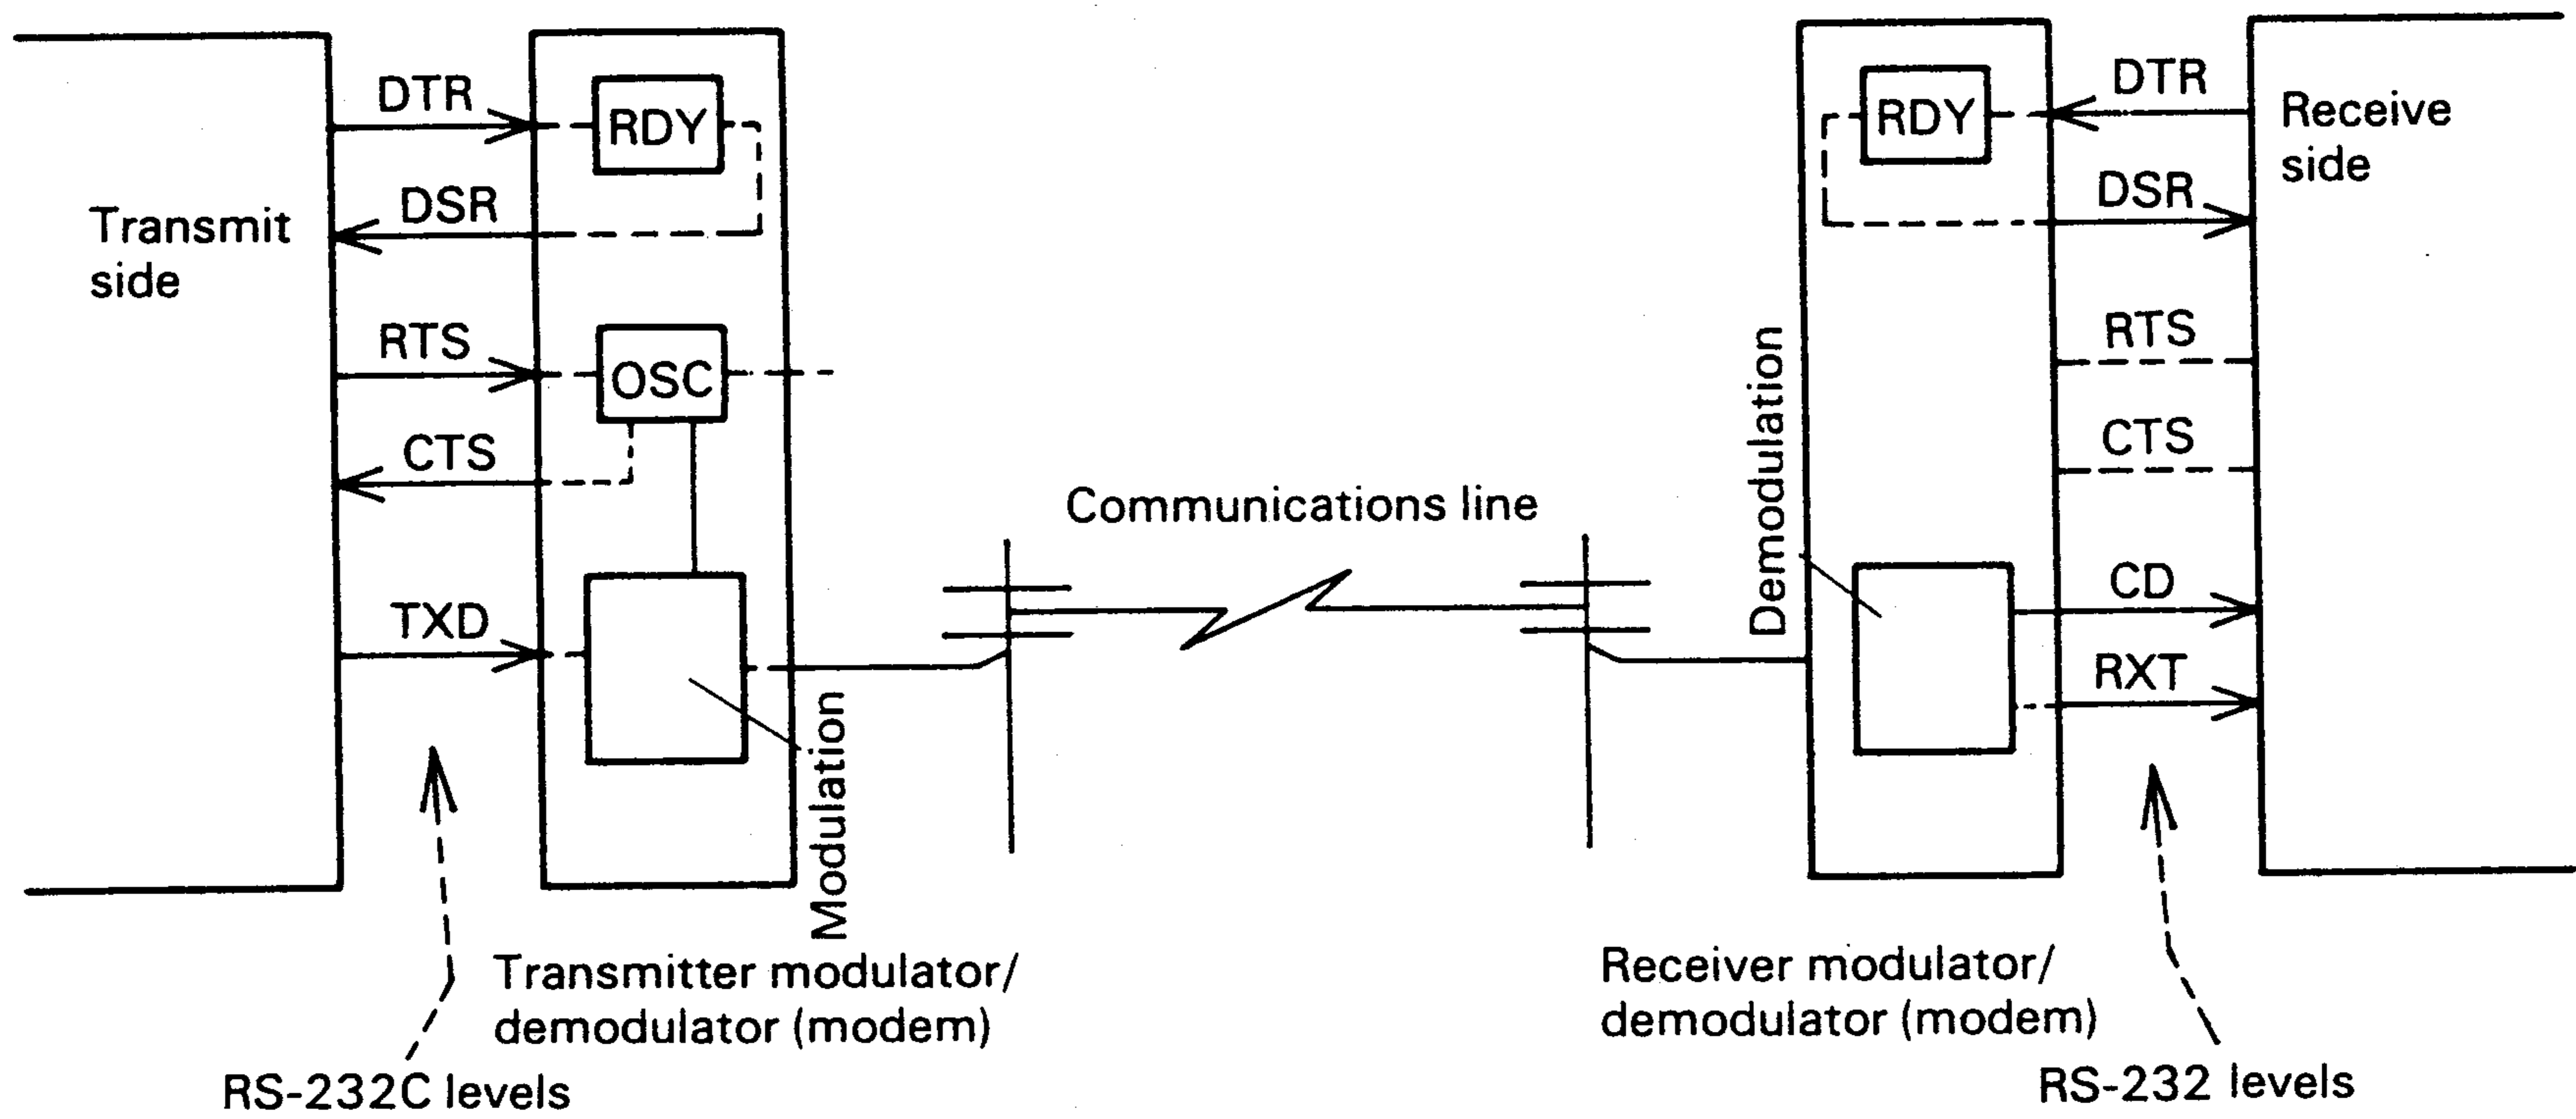 DTR
RDY
DSR
Transmit
side
RTS
OSC
CTS
TXD
Modulation
Transmitter modulator/
demodulator (modem)
RS-232C levels
Communications line
Demodulation
RDY
DTR
Receive
side
DSR
RTS
CTS
CD
RXT
Receiver modulator/
demodulator (modem)
RS-232 levels